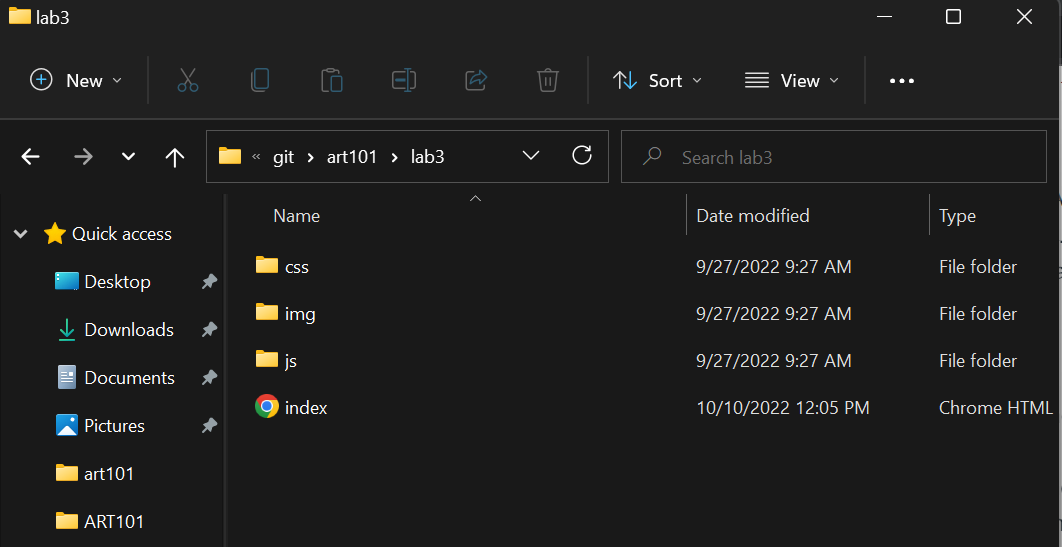 lab3
New Sort View •••
« git › art101 › lab3 Search lab3
Name Date modified Type
Quick access
Desktop
Downloads
Documents
Pictures
art101
ART101
css 9/27/2022 9:27 AM File folder
img 9/27/2022 9:27 AM File folder
js 9/27/2022 9:27 AM File folder
index 10/10/2022 12:05 PM Chrome HTML